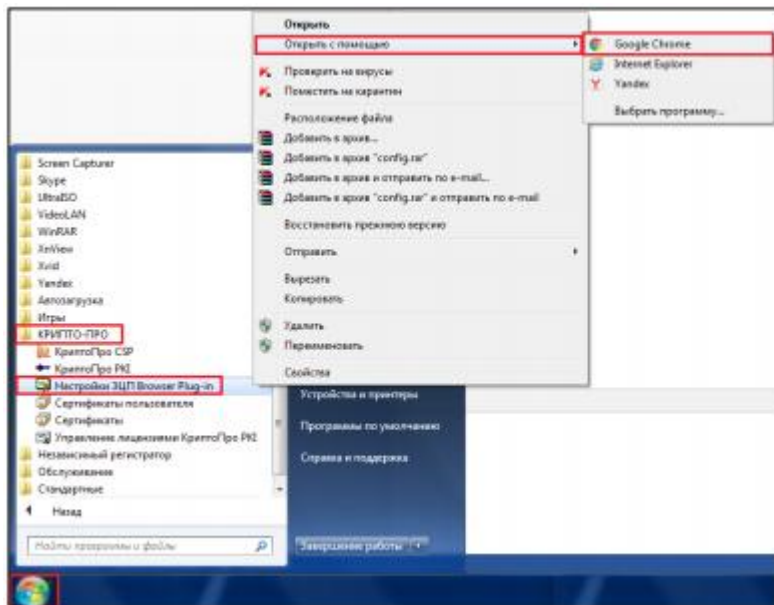 Открыть
Открыть с помощью
Проверить на вирусы
Поместить на карантин
Расположение файла
Добавить в архив...
Добавить в архив "config.rar"
Добавить в архив и отправить по e-mail...
Добавить в архив "config.rar" и отправить по e-mail
Восстановить прежнюю версию
Отправить
Вырезать
Копировать
Удалить
Переименовать
Свойства
Google Chrome
Internet Explorer
Yandex
Выбрать программу...
Screen Capturer
Skype
UltraISO
VideoLAN
WinRAR
XnView
Xvid
Yandex
Автозагрузка
Игры
КРИПТО-ПРО
КриптоПро CSP
КриптоПро PKI
Настройки ЭЦП Browser Plug-in
Сертификаты пользователя
Сертификаты
Управление лицензиями КриптоПро PKI
Независимый регистратор
Обслуживание
Стандартные
Назад
Найти программы и файлы
Устройства и принтеры
Программы по умолчанию
Справка и поддержка
Завершение работы